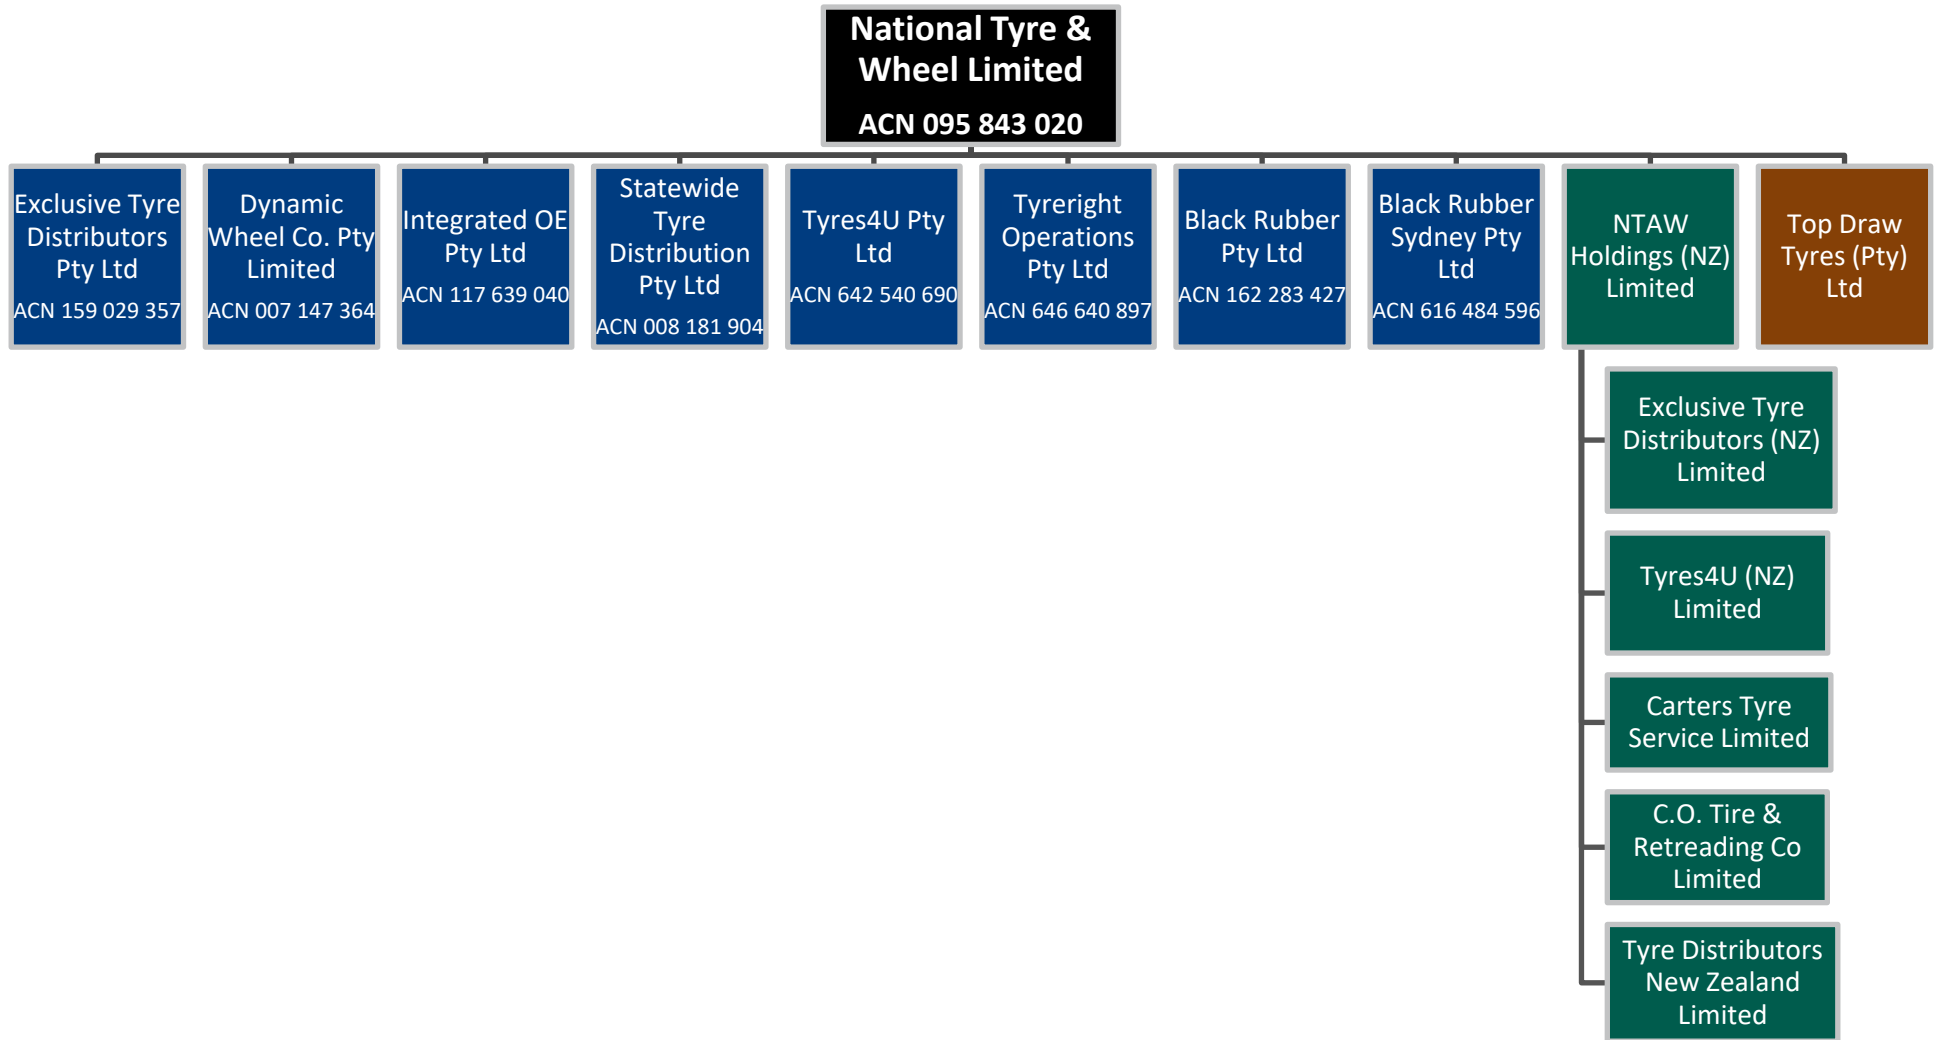 National Tyre &
Wheel Limited
ACN 095 843 020
Exclusive Tyre
Distributors
Pty Ltd
ACN 159 029 357
Dynamic
Wheel Co. Pty
Limited
ACN 007 147 364
Integrated OE
Pty Ltd
ACN 117 639 040
Statewide
Tyre
Distribution
Pty Ltd
ACN 008 181 904
Tyres4U Pty
Ltd
ACN 642 540 690
Tyreright
Operations
Pty Ltd
ACN 646 640 897
Black Rubber
Pty Ltd
ACN 162 283 427
Black Rubber
Sydney Pty
Ltd
ACN 616 484 596
NTAW
Holdings (NZ)
Limited
Top Draw
Tyres (Pty)
Ltd
Exclusive Tyre
Distributors (NZ)
Limited
Tyres4U (NZ)
Limited
Carters Tyre
Service Limited
C.O. Tire &
Retreading Co
Limited
Tyre Distributors
New Zealand
Limited